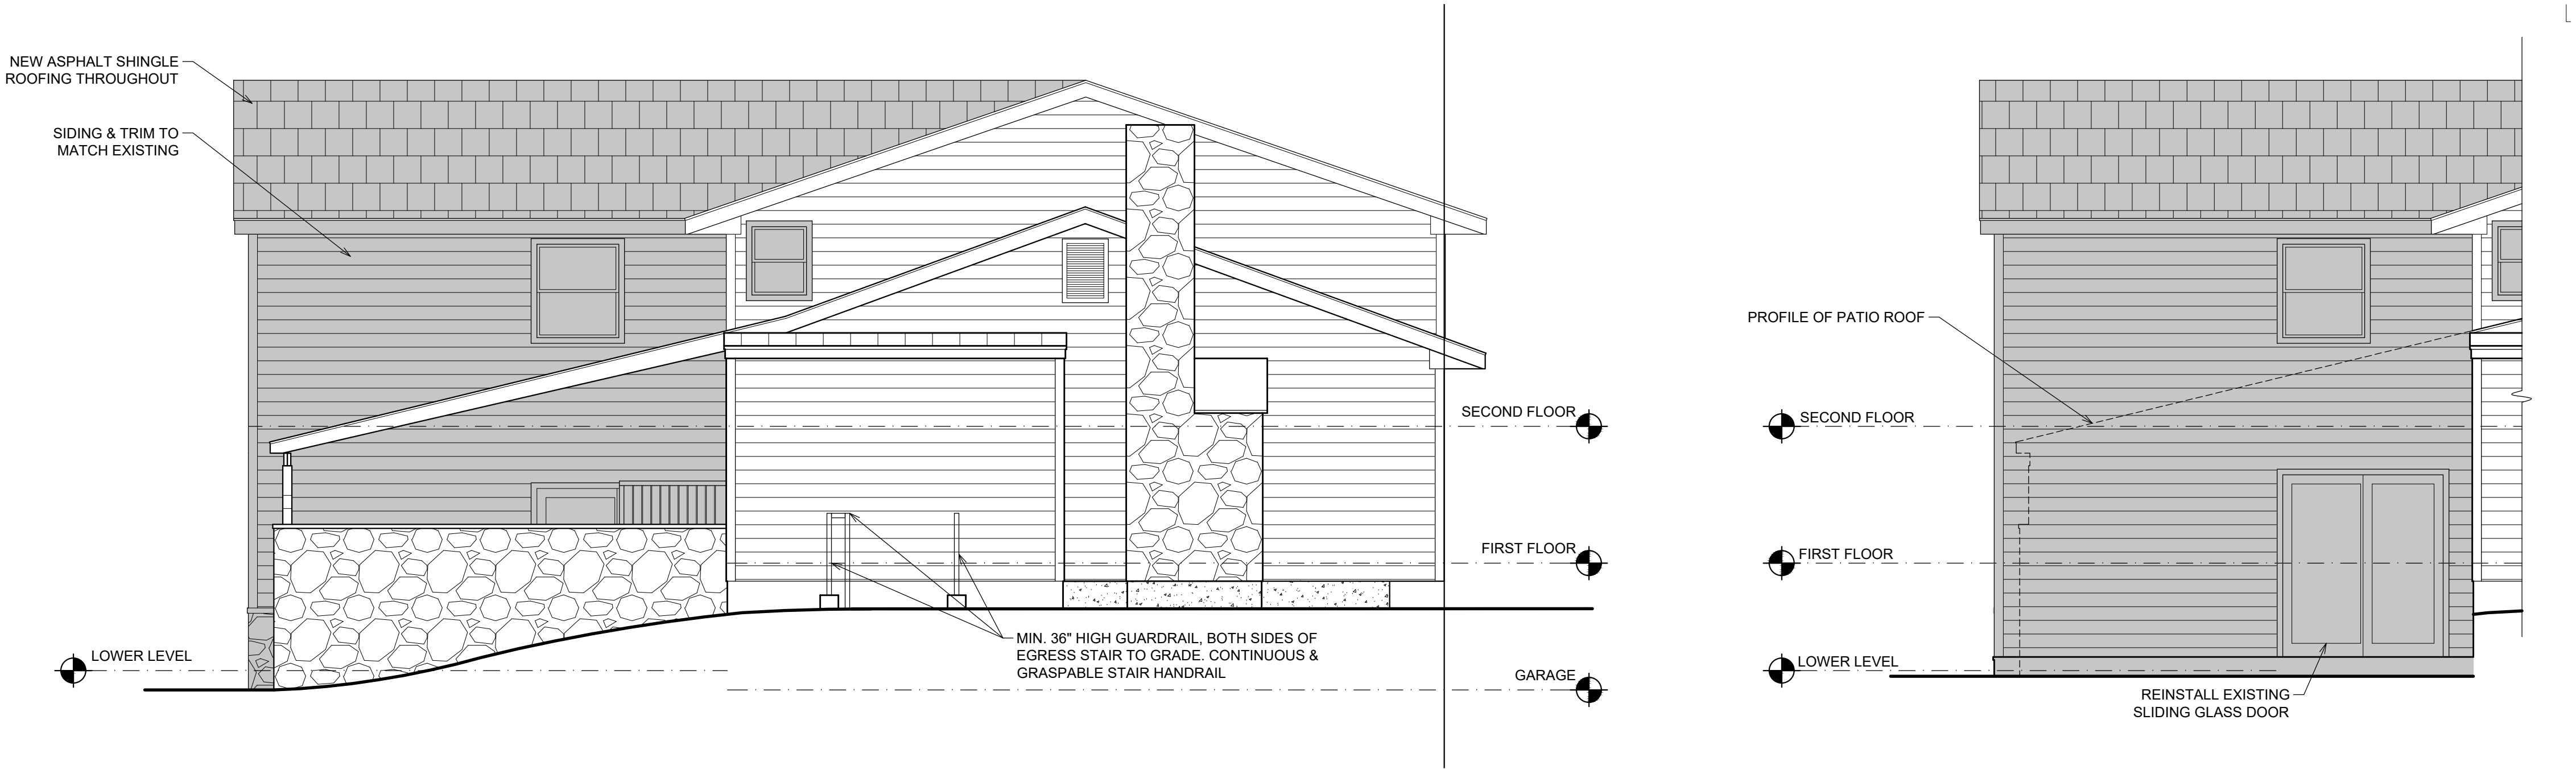 NEW ASPHALT SHINGLE
ROOFING THROUGHOUT
SIDING & TRIM TO
MATCH EXISTING
SECOND FLOOR
FIRST FLOOR
LOWER LEVEL
MIN. 36" HIGH GUARDRAIL, BOTH SIDES OF
EGRESS STAIR TO GRADE. CONTINUOUS &
GRASPABLE STAIR HANDRAIL
GARAGE
PROFILE OF PATIO ROOF
SECOND FLOOR
FIRST FLOOR
LOWER LEVEL
REINSTALL EXISTING
SLIDING GLASS DOOR